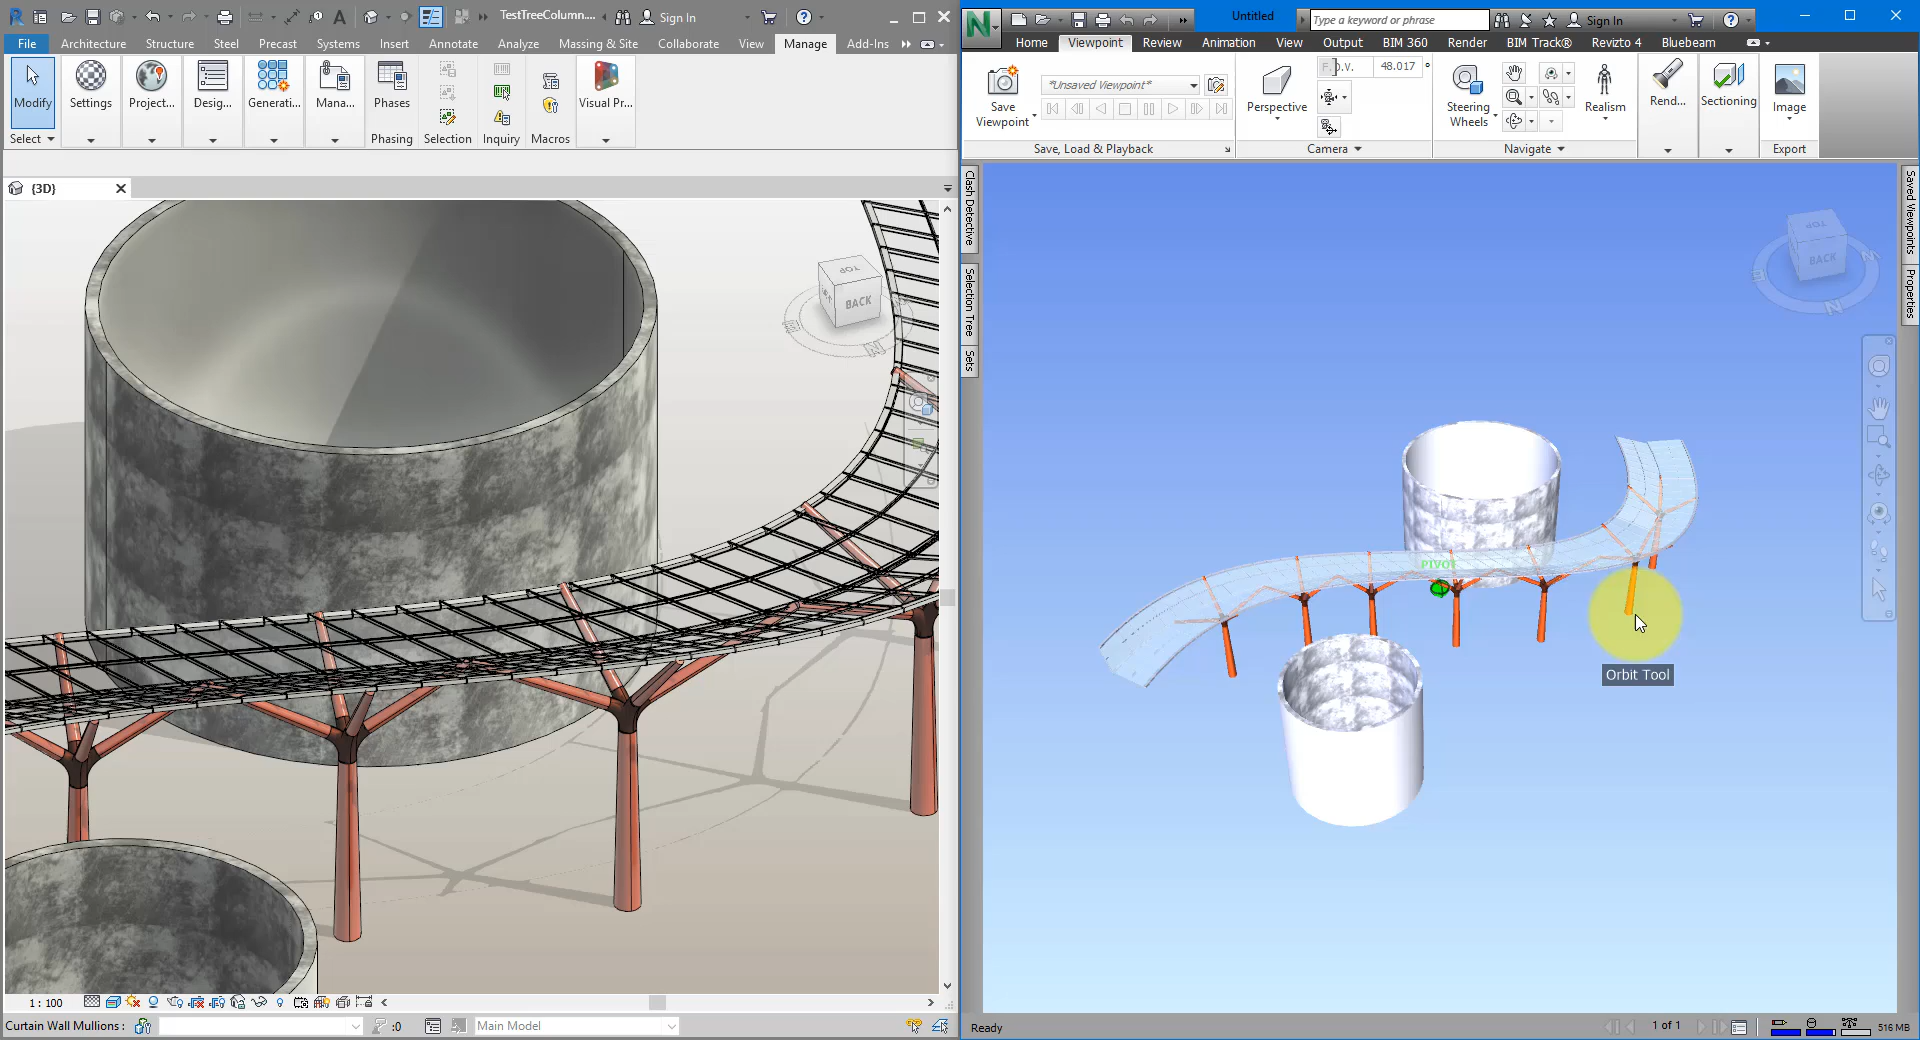 TestTreeColumn....
Sign In
File Architecture Structure Steel Precast Systems Insert Annotate Analyze Massing & Site Collaborate View Manage Add-Ins
Modify Settings Project... Desig... Generati... Mana... Phases Visual Pr...
Select Phasing Selection Inquiry Macros
{3D}
TOP
BACK
1 : 100
Curtain Wall Mullions :
:0
Main Model
Untitled
Type a keyword or phrase
Sign In
Home Viewpoint Review Animation View Output BIM 360 Render BIM Track® Revizto 4 Bluebeam
*Unsaved Viewpoint*
F.O.V. 48.017 °
Save Viewpoint
Perspective
Steering Wheels
Realism
Rend...
Sectioning
Image
Save, Load & Playback
Camera
Navigate
Export
Clash Detective
Selection Tree
Sets
Saved Viewpoints
Properties
TOP
BACK
N
PIVOT
Orbit Tool
Ready
1 of 1
516 MB